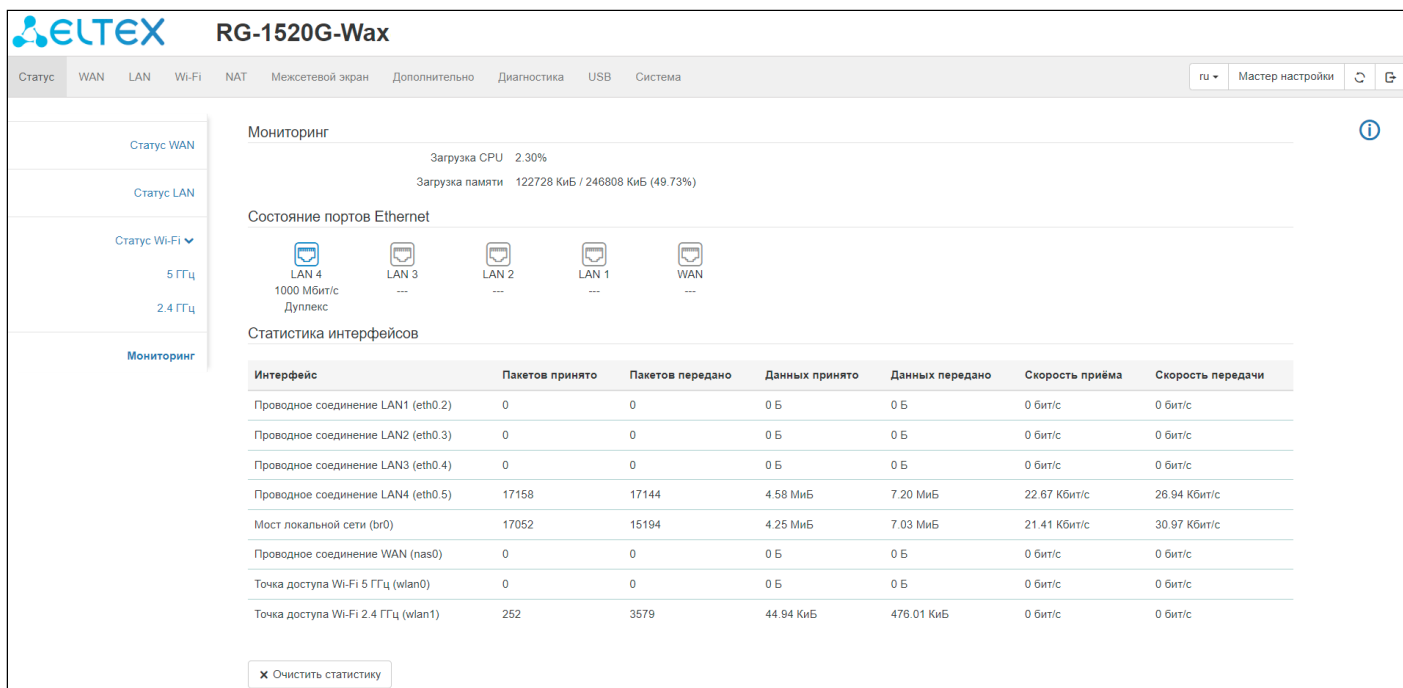 ELTEX RG-1520G-Wax
Статус WAN LAN Wi-Fi NAT Межсетевой экран Дополнительно Диагностика USB Система ru Мастер настройки
Статус WAN
Статус LAN
Статус Wi-Fi
5 ГГц
2.4 ГГц
Мониторинг
Мониторинг
Загрузка CPU 2.30%
Загрузка памяти 122728 КиБ / 246808 КиБ (49.73%)
Состояние портов Ethernet
LAN 4 LAN 3 LAN 2 LAN 1 WAN
1000 Мбит/с --- --- --- ---
Дуплекс
Статистика интерфейсов
Интерфейс Пакетов принято Пакетов передано Данных принято Данных передано Скорость приёма Скорость передачи
Проводное соединение LAN1 (eth0.2) 0 0 0 Б 0 Б 0 бит/с 0 бит/с
Проводное соединение LAN2 (eth0.3) 0 0 0 Б 0 Б 0 бит/с 0 бит/с
Проводное соединение LAN3 (eth0.4) 0 0 0 Б 0 Б 0 бит/с 0 бит/с
Проводное соединение LAN4 (eth0.5) 17158 17144 4.58 МиБ 7.20 МиБ 22.67 Кбит/с 26.94 Кбит/с
Мост локальной сети (br0) 17052 15194 4.25 МиБ 7.03 МиБ 21.41 Кбит/с 30.97 Кбит/с
Проводное соединение WAN (nas0) 0 0 0 Б 0 Б 0 бит/с 0 бит/с
Точка доступа Wi-Fi 5 ГГц (wlan0) 0 0 0 Б 0 Б 0 бит/с 0 бит/с
Точка доступа Wi-Fi 2.4 ГГц (wlan1) 252 3579 44.94 КиБ 476.01 КиБ 0 бит/с 0 бит/с
Очистить статистику